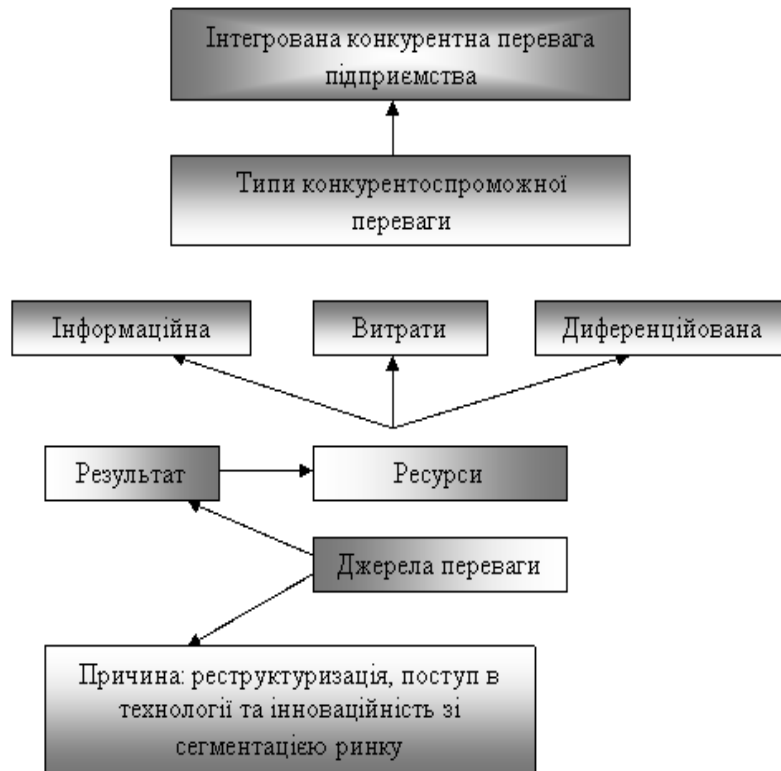 Інтегрована конкурентна перевага
підприємства
Типи конкурентоспроможної
переваги
Інформаційна
Витрати
Диференційована
Результат
Ресурси
Джерела переваги
Причина: реструктуризація, поступ в
технології та інноваційність зі
сегментацією ринку